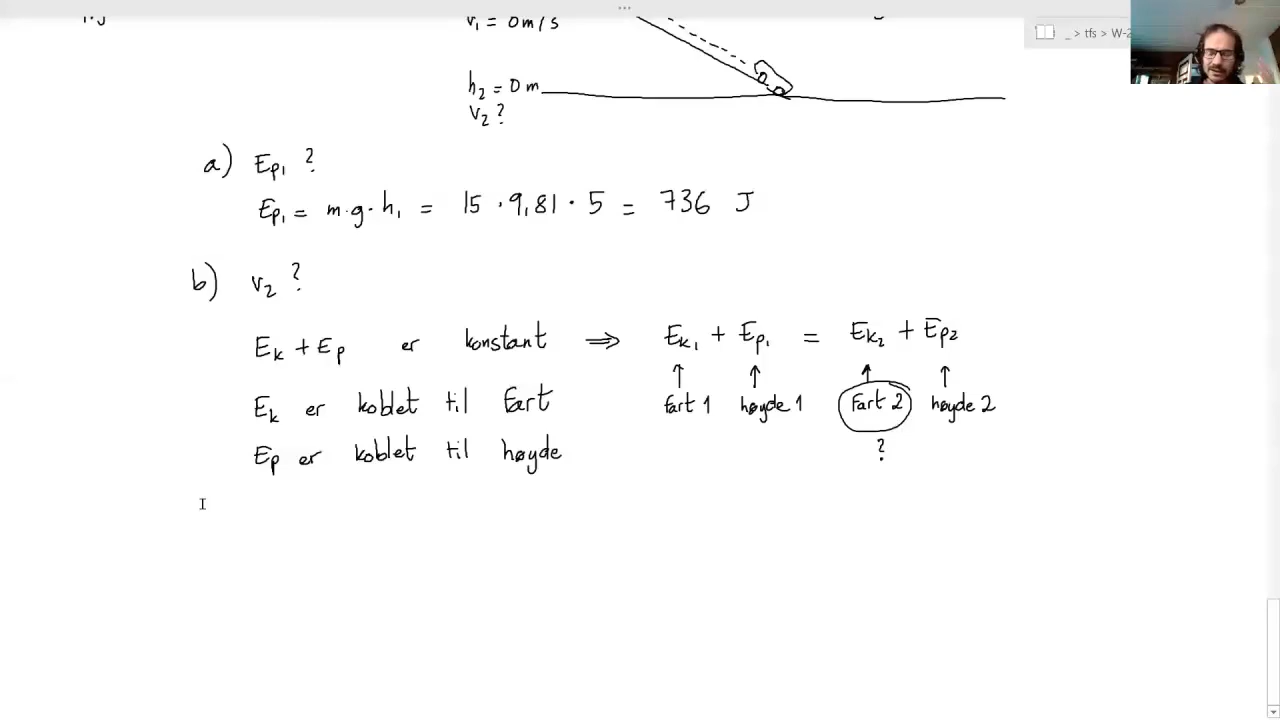 v₁ = 0 m/s
_ > tfs > W-2
h₂ = 0 m
v₂ ?
a) Ep₁ ?
Ep₁ = m·g·h₁ = 15 · 9,81 · 5 = 736 J
b) v₂ ?
Ek + Ep er konstant ⇒ Ek₁ + Ep₁ = Ek₂ + Ep₂
↑ ↑ ↑ ↑
Ek er koblet til fart fart 1 høyde 1 fart 2 høyde 2
Ep er koblet til høyde ?